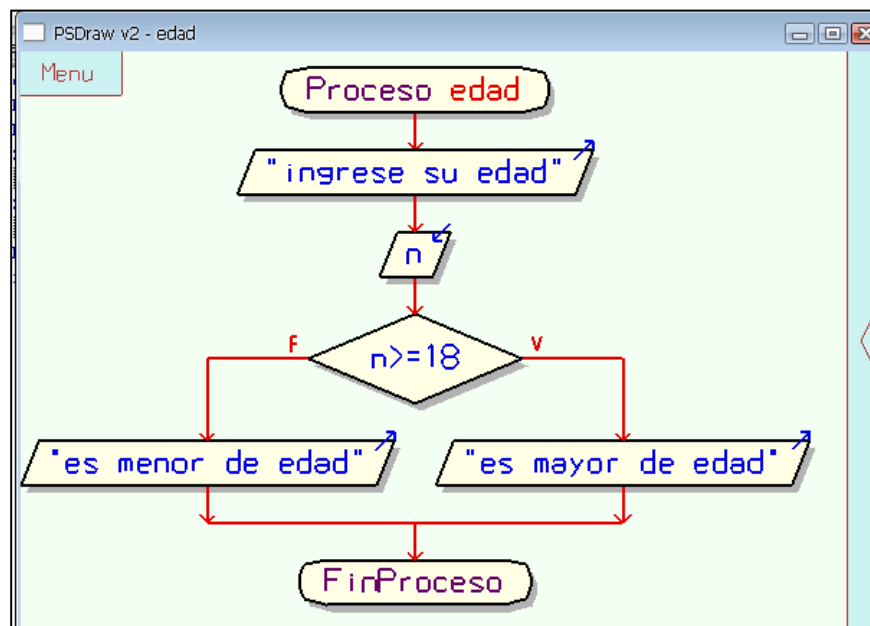 PSDraw v2 - edad
Menu
Proceso edad
"ingrese su edad"
n
F
n>=18
V
"es menor de edad"
"es mayor de edad"
FinProceso